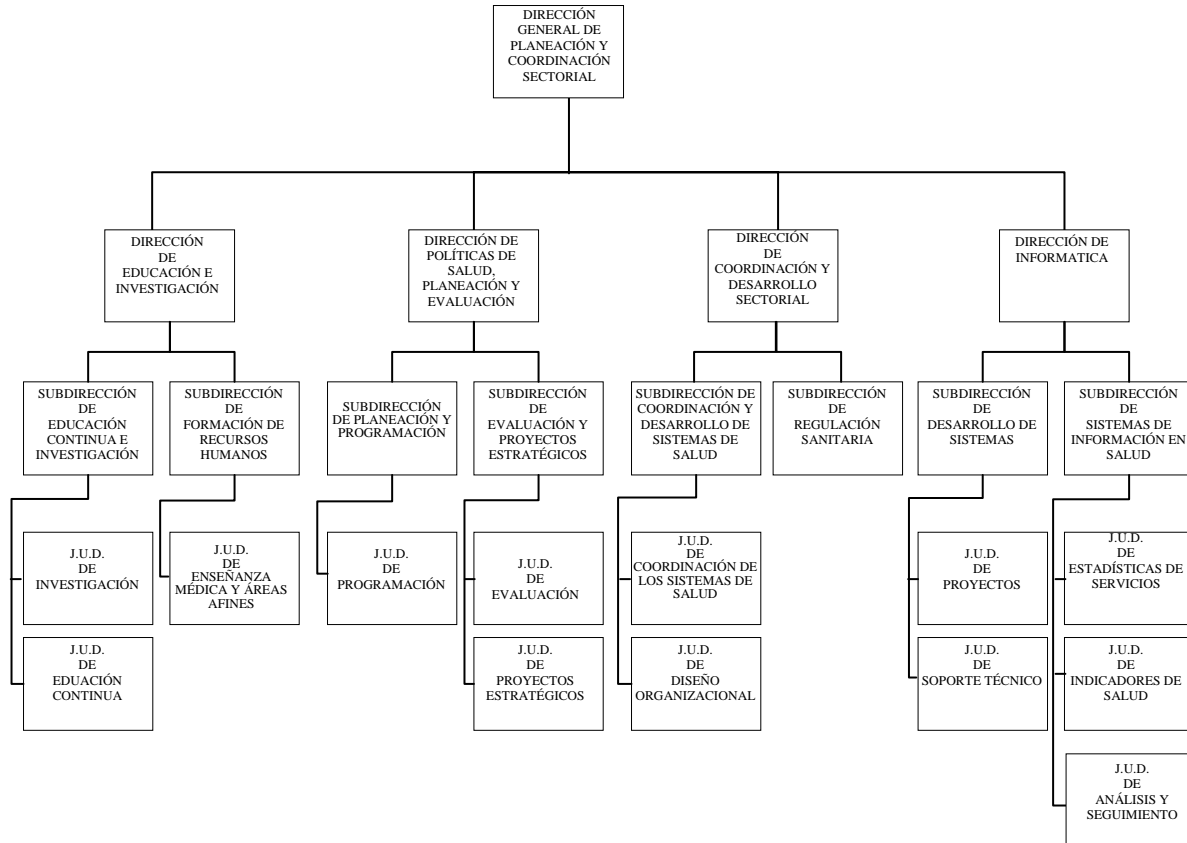 DIRECCIÓN
GENERAL DE
PLANEACIÓN Y
COORDINACIÓN
SECTORIAL
DIRECCIÓN
DE
EDUCACIÓN E
INVESTIGACIÓN
DIRECCIÓN DE
POLÍTICAS DE
SALUD,
PLANEACIÓN Y
EVALUACIÓN
DIRECCIÓN
DE
COORDINACIÓN Y
DESARROLLO
SECTORIAL
DIRECCIÓN DE
INFORMATICA
SUBDIRECCIÓN
DE
EDUCACIÓN
CONTINUA E
INVESTIGACIÓN
SUBDIRECCIÓN
DE
FORMACIÓN DE
RECURSOS
HUMANOS
SUBDIRECCIÓN
DE PLANEACIÓN Y
PROGRAMACIÓN
SUBDIRECCIÓN
DE
EVALUACIÓN Y
PROYECTOS
ESTRATÉGICOS
SUBDIRECCIÓN DE
COORDINACIÓN Y
DESARROLLO DE
SISTEMAS DE
SALUD
SUBDIRECCIÓN
DE
REGULACIÓN
SANITARIA
SUBDIRECCIÓN
DE
DESARROLLO DE
SISTEMAS
SUBDIRECCIÓN
DE
SISTEMAS DE
INFORMACIÓN EN
SALUD
J.U.D.
DE
INVESTIGACIÓN
J.U.D.
DE
ENSEÑANZA
MÉDICA Y ÁREAS
AFINES
J.U.D.
DE
PROGRAMACIÓN
J.U.D.
DE
EVALUACIÓN
J.U.D.
DE
COORDINACIÓN DE
LOS SISTEMAS DE
SALUD
J.U.D.
DE
PROYECTOS
J.U.D.
DE
ESTADÍSTICAS DE
SERVICIOS
J.U.D.
DE
EDUACIÓN
CONTINUA
J.U.D.
DE
PROYECTOS
ESTRATÉGICOS
J.U.D.
DE
DISEÑO
ORGANIZACIONAL
J.U.D.
DE
SOPORTE TÉCNICO
J.U.D.
DE
INDICADORES DE
SALUD
J.U.D.
DE
ANÁLISIS Y
SEGUIMIENTO